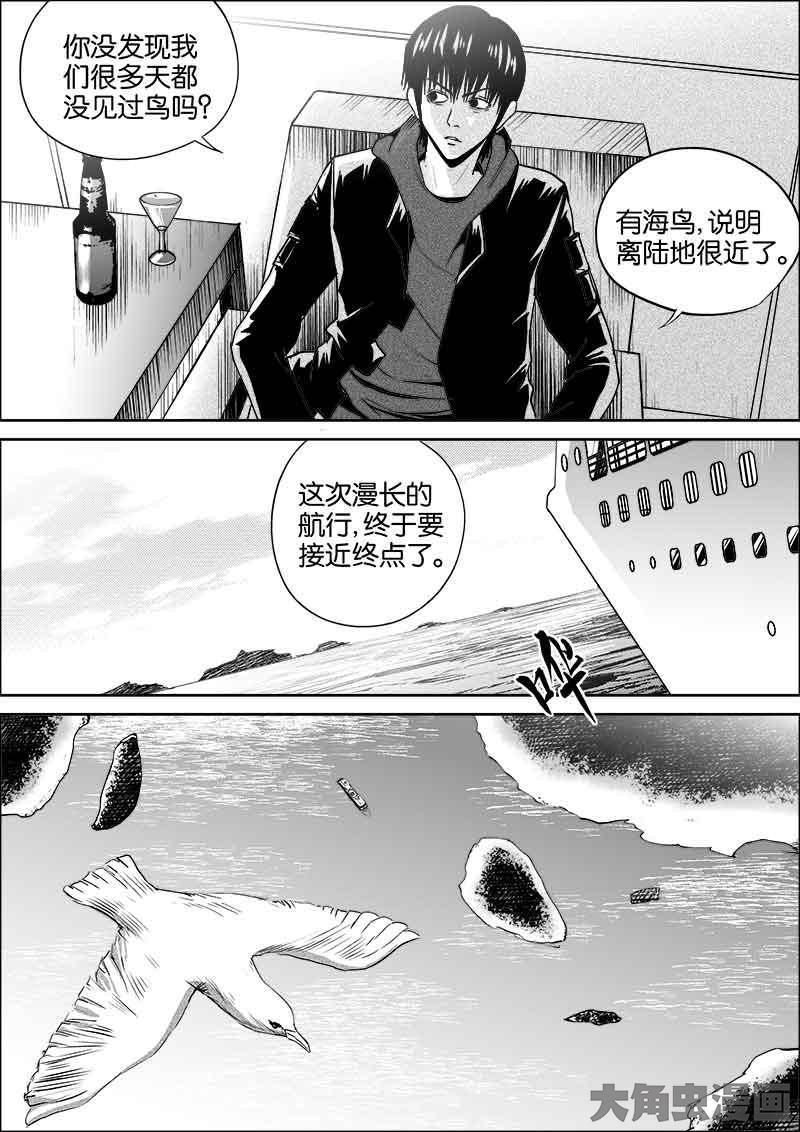 你没发现我
们很多天都
没见过鸟吗?
有海鸟,说明
离陆地很近了。
这次漫长的
航行,终于要
接近终点了。
哗
大角虫漫画